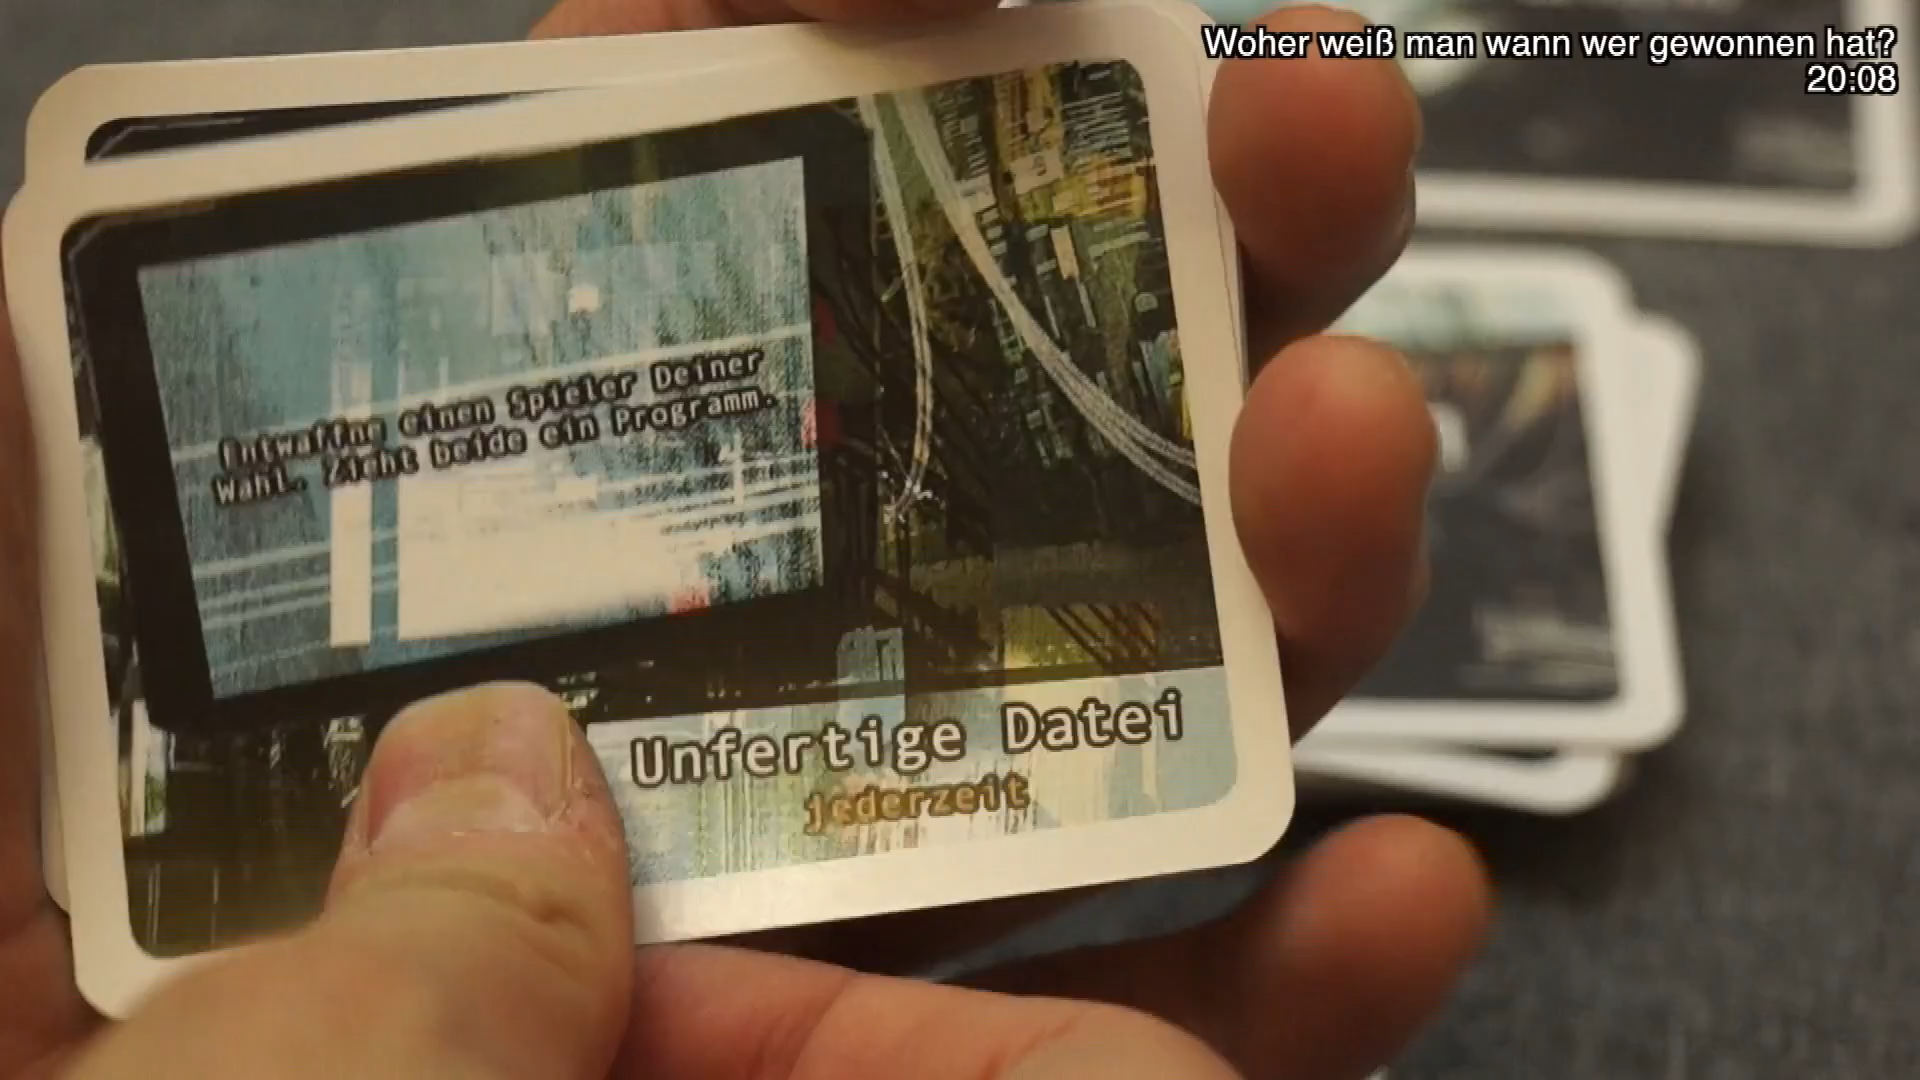 Woher weiß man wann wer gewonnen hat?
20:08
Entwaffne einen Spieler Deiner
Wahl. Zieht beide ein Programm.
Unfertige Datei
jederzeit